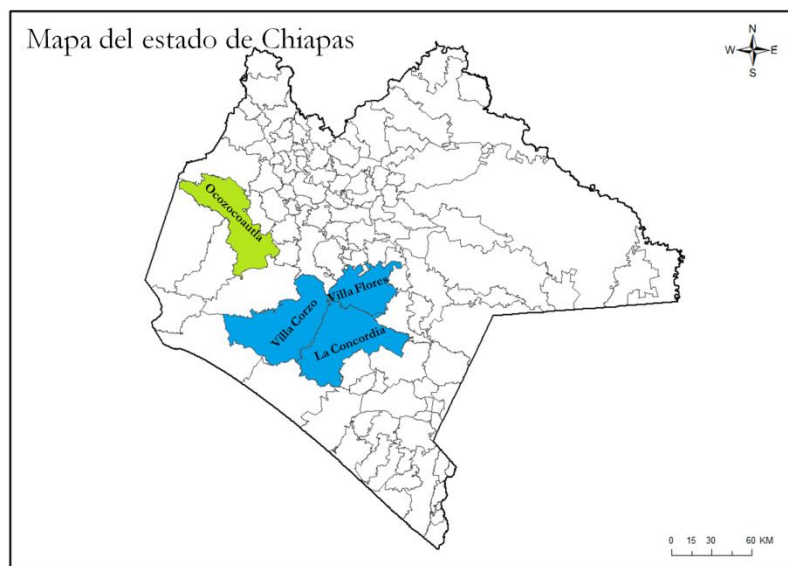 Mapa del estado de Chiapas
N
W E
S
Ocozocoautla
Villa Flores
Villa Corzo
La Concordia
0 15 30 60 KM